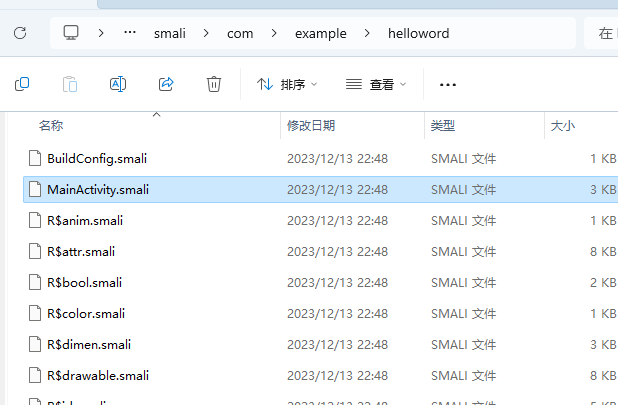 … smali com example helloword 在
排序 查看
名称 修改日期 类型 大小
BuildConfig.smali 2023/12/13 22:48 SMALI 文件 1 KB
MainActivity.smali 2023/12/13 22:48 SMALI 文件 3 KB
R$anim.smali 2023/12/13 22:48 SMALI 文件 1 KB
R$attr.smali 2023/12/13 22:48 SMALI 文件 8 KB
R$bool.smali 2023/12/13 22:48 SMALI 文件 2 KB
R$color.smali 2023/12/13 22:48 SMALI 文件 1 KB
R$dimen.smali 2023/12/13 22:48 SMALI 文件 3 KB
R$drawable.smali 2023/12/13 22:48 SMALI 文件 8 KB